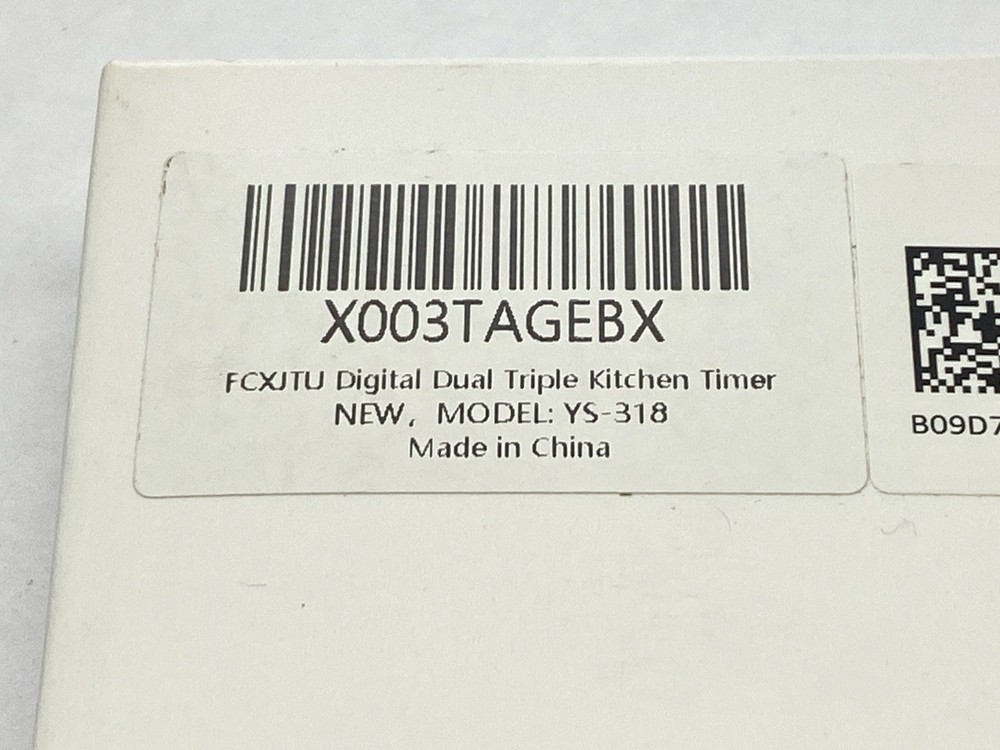 X003TAGEBX
FCXJTU Digital Dual Triple Kitchen Timer
NEW, MODEL: YS-318
Made in China
B09D7